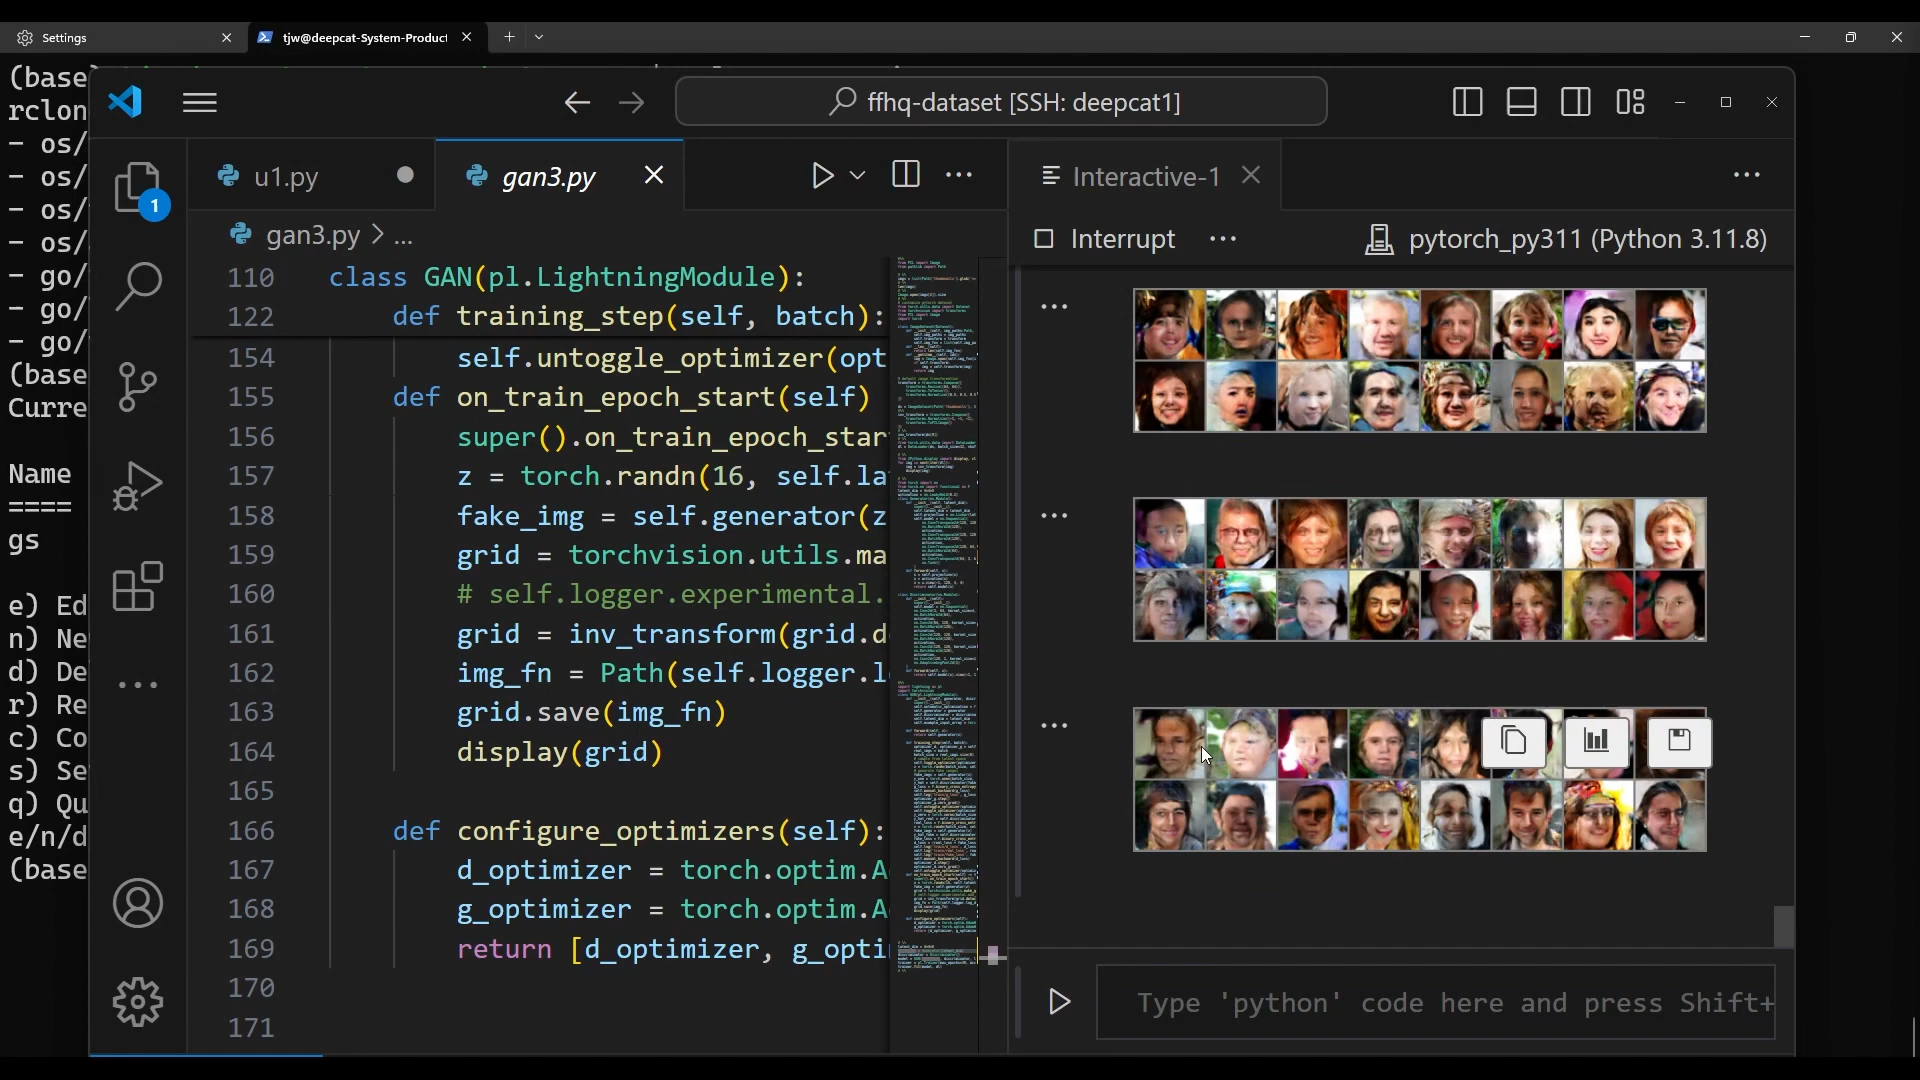 Settings
tjw@deepcat-System-Product
(base
rclon
- os/
- os/
- os/
- os/
- go/
- go/
- go/
(base
Curre
Name
====
gs
e) Ed
n) Ne
d) De
r) Re
c) Co
s) Se
q) Qu
e/n/d
(base
ffhq-dataset [SSH: deepcat1]
1
u1.py
gan3.py
gan3.py > ...
110 class GAN(pl.LightningModule):
122 def training_step(self, batch):
154 self.untoggle_optimizer(opt
155 def on_train_epoch_start(self)
156 super().on_train_epoch_star
157 z = torch.randn(16, self.la
158 fake_img = self.generator(z
159 grid = torchvision.utils.ma
160 # self.logger.experimental.
161 grid = inv_transform(grid.d
162 img_fn = Path(self.logger.l
163 grid.save(img_fn)
164 display(grid)
165
166 def configure_optimizers(self):
167 d_optimizer = torch.optim.A
168 g_optimizer = torch.optim.A
169 return [d_optimizer, g_opti
170
171
Interactive-1
Interrupt
pytorch_py311 (Python 3.11.8)
Type 'python' code here and press Shift+